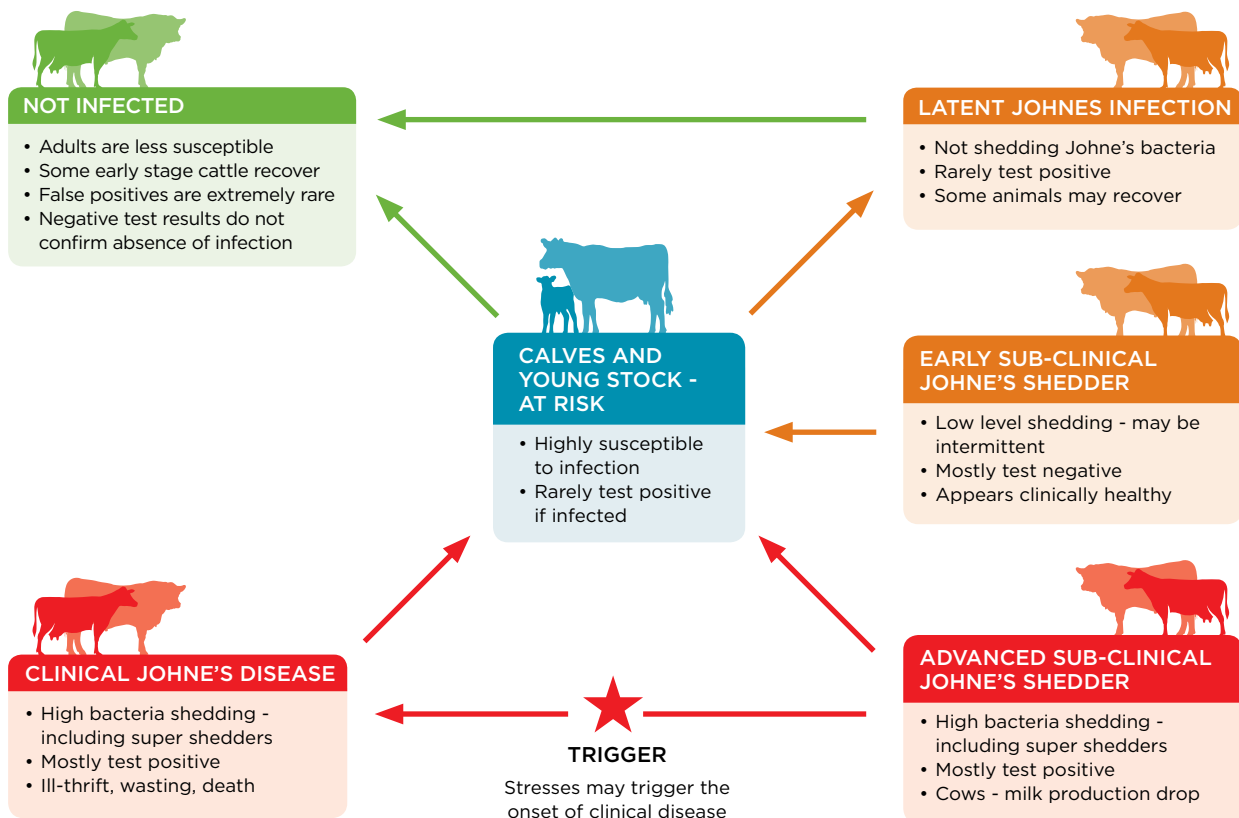 NOT INFECTED
• Adults are less susceptible
• Some early stage cattle recover
• False positives are extremely rare
• Negative test results do not
confirm absence of infection
LATENT JOHNES INFECTION
• Not shedding Johne's bacteria
• Rarely test positive
• Some animals may recover
CALVES AND
YOUNG STOCK -
AT RISK
• Highly susceptible
to infection
• Rarely test positive
if infected
EARLY SUB-CLINICAL
JOHNE'S SHEDDER
• Low level shedding - may be
intermittent
• Mostly test negative
• Appears clinically healthy
CLINICAL JOHNE'S DISEASE
• High bacteria shedding -
including super shedders
• Mostly test positive
• Ill-thrift, wasting, death
TRIGGER
Stresses may trigger the
onset of clinical disease
ADVANCED SUB-CLINICAL
JOHNE'S SHEDDER
• High bacteria shedding -
including super shedders
• Mostly test positive
• Cows - milk production drop